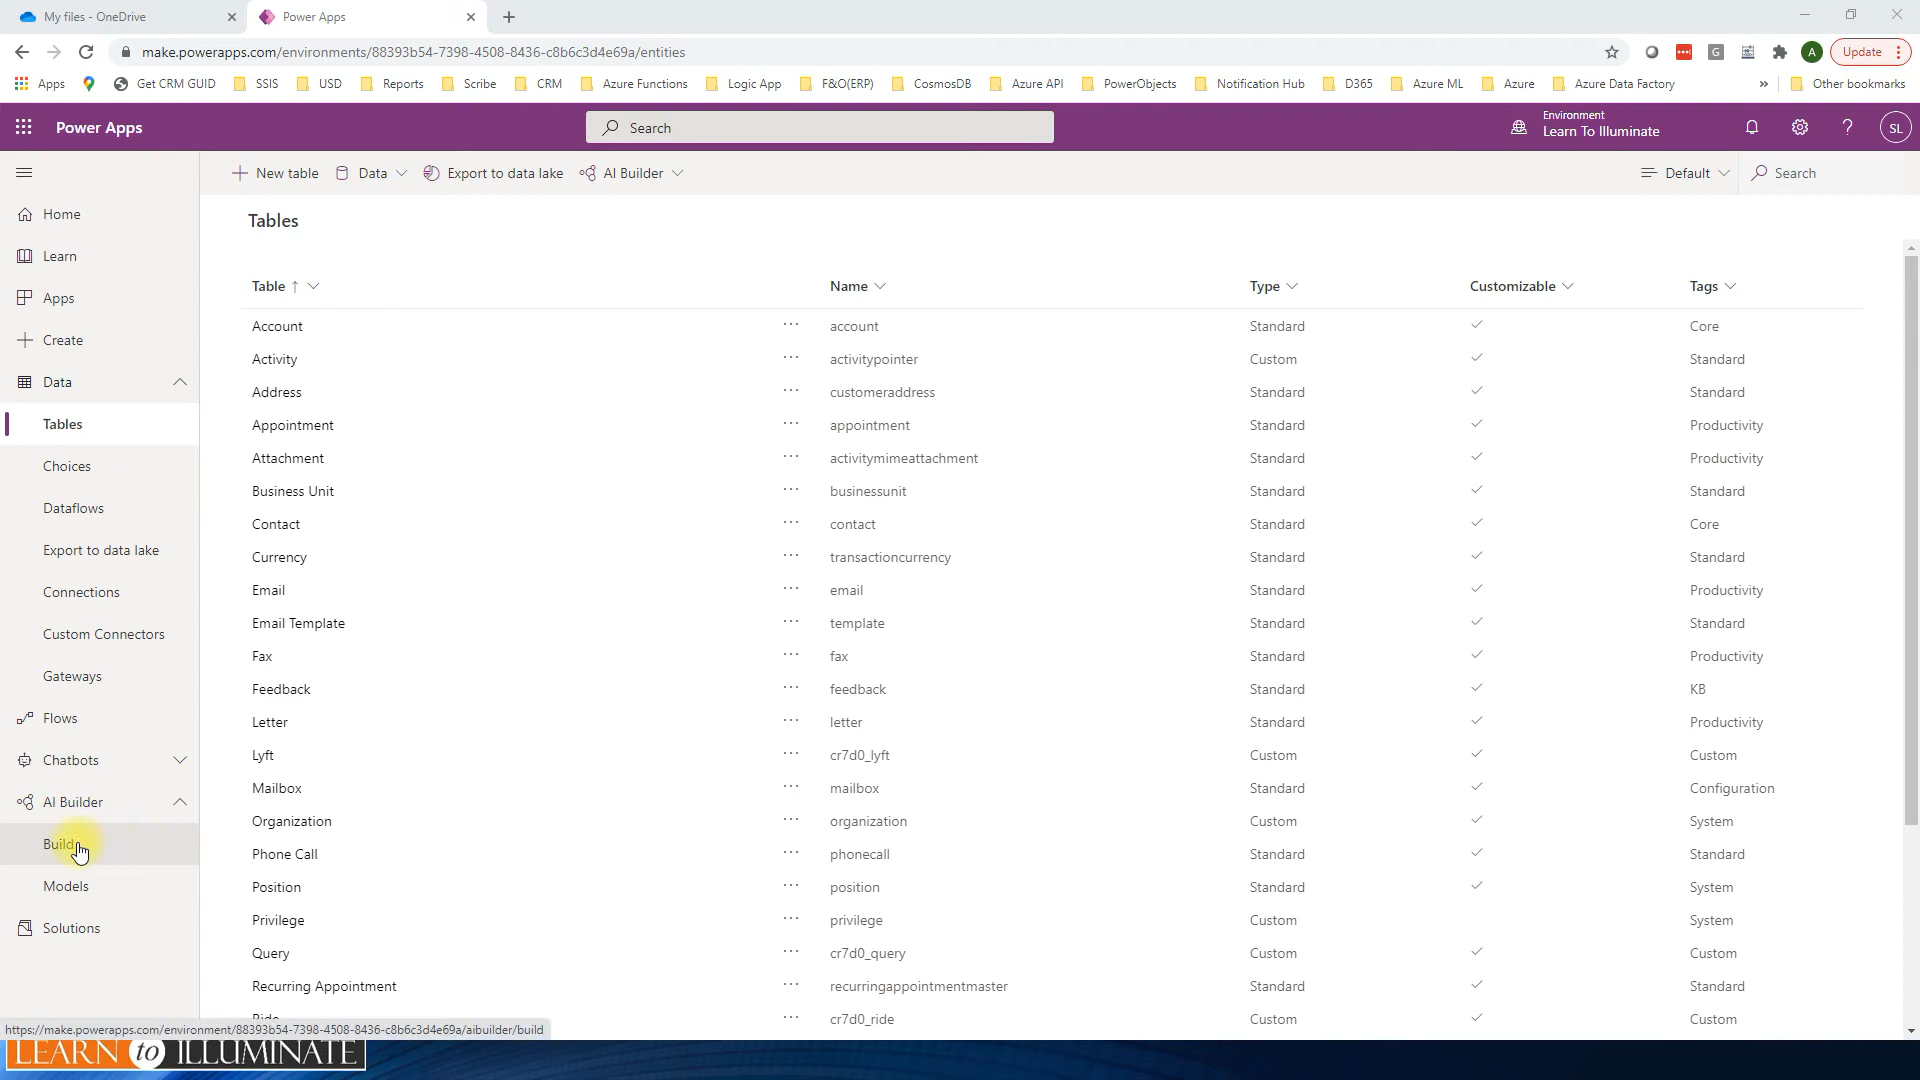 My files - OneDrive
Power Apps
make.powerapps.com/environments/88393b54-7398-4508-8436-c8b6c3d4e69a/entities
Update
Apps Get CRM GUID SSIS USD Reports Scribe CRM Azure Functions Logic App F&O(ERP) CosmosDB Azure API PowerObjects Notification Hub D365 Azure ML Azure Azure Data Factory » Other bookmarks
Power Apps
Search
Environment
Learn To Illuminate
SL
New table Data Export to data lake AI Builder Default Search
Home
Learn
Apps
Create
Data
Tables
Choices
Dataflows
Export to data lake
Connections
Custom Connectors
Gateways
Flows
Chatbots
AI Builder
Build
Models
Solutions
Tables
Table Name Type Customizable Tags
Account account Standard Core
Activity activitypointer Custom Standard
Address customeraddress Standard Standard
Appointment appointment Standard Productivity
Attachment activitymimeattachment Standard Productivity
Business Unit businessunit Standard Standard
Contact contact Standard Core
Currency transactioncurrency Standard Standard
Email email Standard Productivity
Email Template template Standard Standard
Fax fax Standard Productivity
Feedback feedback Standard KB
Letter letter Standard Productivity
Lyft cr7d0_lyft Custom Custom
Mailbox mailbox Standard Configuration
Organization organization Custom System
Phone Call phonecall Standard Standard
Position position Standard System
Privilege privilege Custom System
Query cr7d0_query Custom Custom
Recurring Appointment recurringappointmentmaster Standard Standard
Ride cr7d0_ride Custom Custom
https://make.powerapps.com/environment/88393b54-7398-4508-8436-c8b6c3d4e69a/aibuilder/build
LEARN to ILLUMINATE